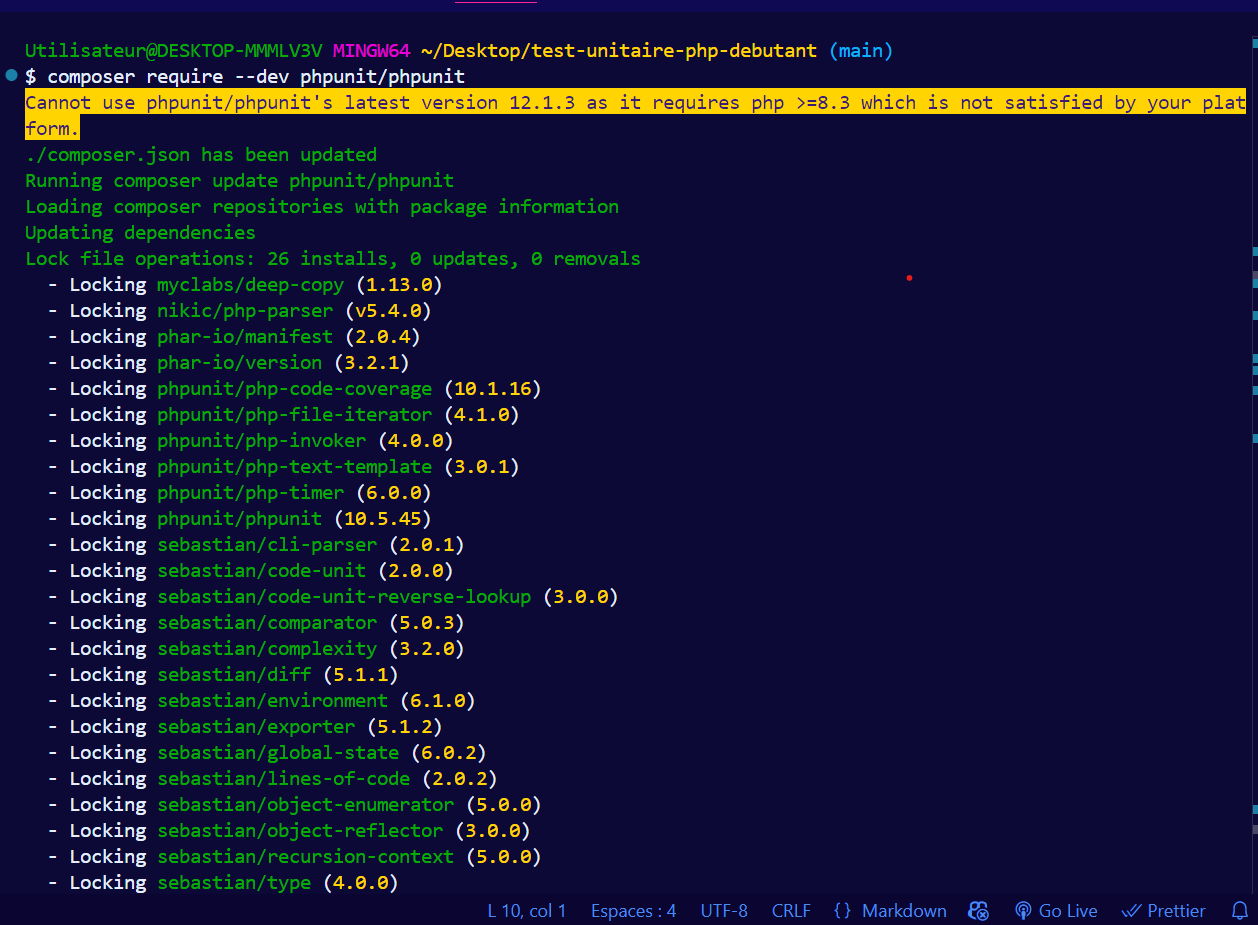 Utilisateur@DESKTOP-MMMLV3V MINGW64 ~/Desktop/test-unitaire-php-debutant (main)
$ composer require --dev phpunit/phpunit
Cannot use phpunit/phpunit's latest version 12.1.3 as it requires php >=8.3 which is not satisfied by your plat
form.
./composer.json has been updated
Running composer update phpunit/phpunit
Loading composer repositories with package information
Updating dependencies
Lock file operations: 26 installs, 0 updates, 0 removals
  - Locking myclabs/deep-copy (1.13.0)
  - Locking nikic/php-parser (v5.4.0)
  - Locking phar-io/manifest (2.0.4)
  - Locking phar-io/version (3.2.1)
  - Locking phpunit/php-code-coverage (10.1.16)
  - Locking phpunit/php-file-iterator (4.1.0)
  - Locking phpunit/php-invoker (4.0.0)
  - Locking phpunit/php-text-template (3.0.1)
  - Locking phpunit/php-timer (6.0.0)
  - Locking phpunit/phpunit (10.5.45)
  - Locking sebastian/cli-parser (2.0.1)
  - Locking sebastian/code-unit (2.0.0)
  - Locking sebastian/code-unit-reverse-lookup (3.0.0)
  - Locking sebastian/comparator (5.0.3)
  - Locking sebastian/complexity (3.2.0)
  - Locking sebastian/diff (5.1.1)
  - Locking sebastian/environment (6.1.0)
  - Locking sebastian/exporter (5.1.2)
  - Locking sebastian/global-state (6.0.2)
  - Locking sebastian/lines-of-code (2.0.2)
  - Locking sebastian/object-enumerator (5.0.0)
  - Locking sebastian/object-reflector (3.0.0)
  - Locking sebastian/recursion-context (5.0.0)
  - Locking sebastian/type (4.0.0)
L 10, col 1 Espaces : 4 UTF-8 CRLF {} Markdown Go Live Prettier